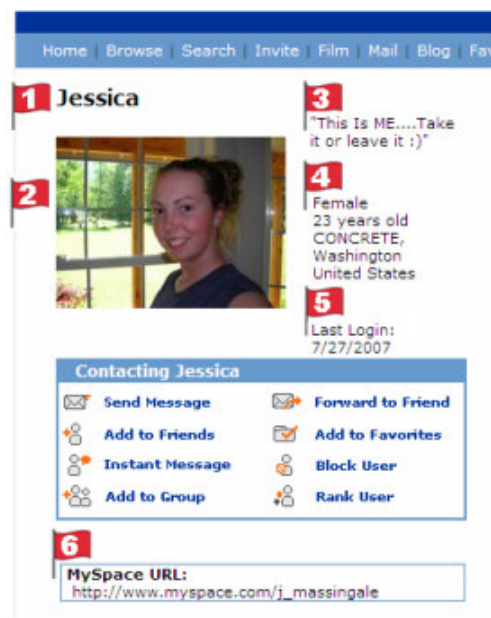 Home | Browse | Search | Invite | Film | Mail | Blog | Fav
1 Jessica
2
3
"This Is ME....Take
it or leave it :)"
4
Female
23 years old
CONCRETE,
Washington
United States
5
Last Login:
7/27/2007
Contacting Jessica
Send Message
Forward to Friend
Add to Friends
Add to Favorites
Instant Message
Block User
Add to Group
Rank User
6
MySpace URL:
http://www.myspace.com/j_massingale